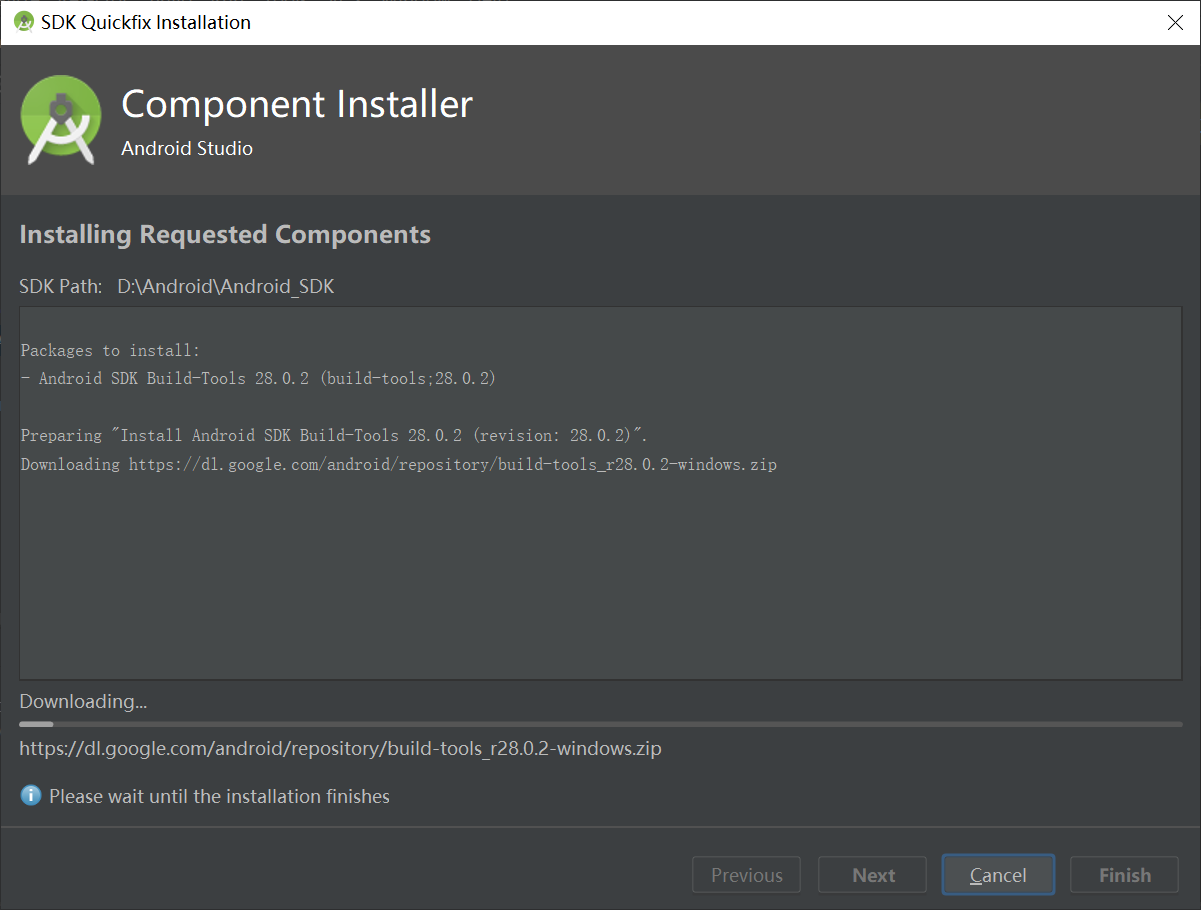 SDK Quickfix Installation
Component Installer
Android Studio
Installing Requested Components
SDK Path: D:\Android\Android_SDK
Packages to install:
- Android SDK Build-Tools 28.0.2 (build-tools;28.0.2)
Preparing "Install Android SDK Build-Tools 28.0.2 (revision: 28.0.2)".
Downloading https://dl.google.com/android/repository/build-tools_r28.0.2-windows.zip
Downloading...
https://dl.google.com/android/repository/build-tools_r28.0.2-windows.zip
Please wait until the installation finishes
Previous Next Cancel Finish